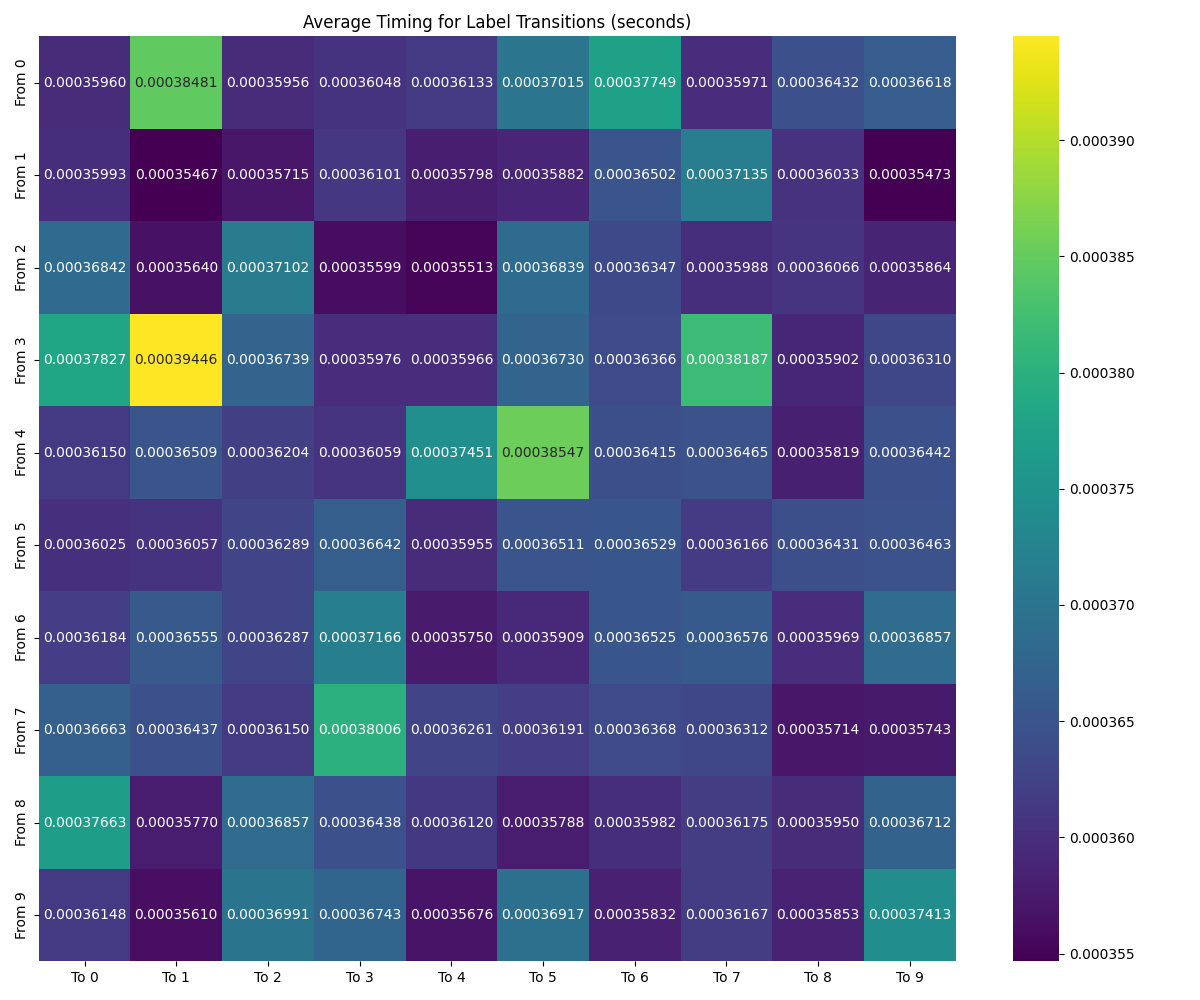 Average Timing for Label Transitions (seconds)
From 0 0.00035960 0.00038481 0.00035956 0.00036048 0.00036133 0.00037015 0.00037749 0.00035971 0.00036432 0.00036618
From 1 0.00035993 0.00035467 0.00035715 0.00036101 0.00035798 0.00035882 0.00036502 0.00037135 0.00036033 0.00035473
From 2 0.00036842 0.00035640 0.00037102 0.00035599 0.00035513 0.00036839 0.00036347 0.00035988 0.00036066 0.00035864
From 3 0.00037827 0.00039446 0.00036739 0.00035976 0.00035966 0.00036730 0.00036366 0.00038187 0.00035902 0.00036310
From 4 0.00036150 0.00036509 0.00036204 0.00036059 0.00037451 0.00038547 0.00036415 0.00036465 0.00035819 0.00036442
From 5 0.00036025 0.00036057 0.00036289 0.00036642 0.00035955 0.00036511 0.00036529 0.00036166 0.00036431 0.00036463
From 6 0.00036184 0.00036555 0.00036287 0.00037166 0.00035750 0.00035909 0.00036525 0.00036576 0.00035969 0.00036857
From 7 0.00036663 0.00036437 0.00036150 0.00038006 0.00036261 0.00036191 0.00036368 0.00036312 0.00035714 0.00035743
From 8 0.00037663 0.00035770 0.00036857 0.00036438 0.00036120 0.00035788 0.00035982 0.00036175 0.00035950 0.00036712
From 9 0.00036148 0.00035610 0.00036991 0.00036743 0.00035676 0.00036917 0.00035832 0.00036167 0.00035853 0.00037413
To 0 To 1 To 2 To 3 To 4 To 5 To 6 To 7 To 8 To 9
0.000390
0.000385
0.000380
0.000375
0.000370
0.000365
0.000360
0.000355